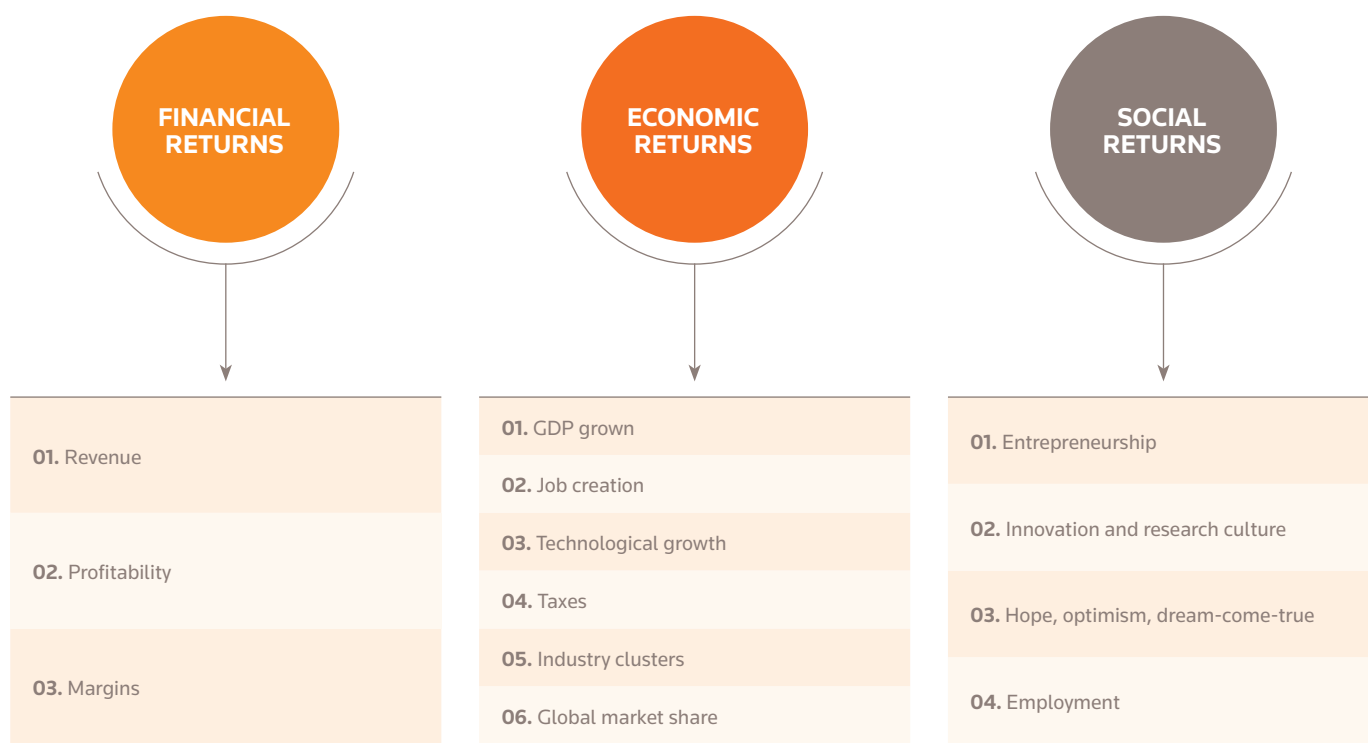 FINANCIAL
RETURNS
01. Revenue
02. Profitability
03. Margins
ECONOMIC
RETURNS
01. GDP grown
02. Job creation
03. Technological growth
04. Taxes
05. Industry clusters
06. Global market share
SOCIAL
RETURNS
01. Entrepreneurship
02. Innovation and research culture
03. Hope, optimism, dream-come-true
04. Employment